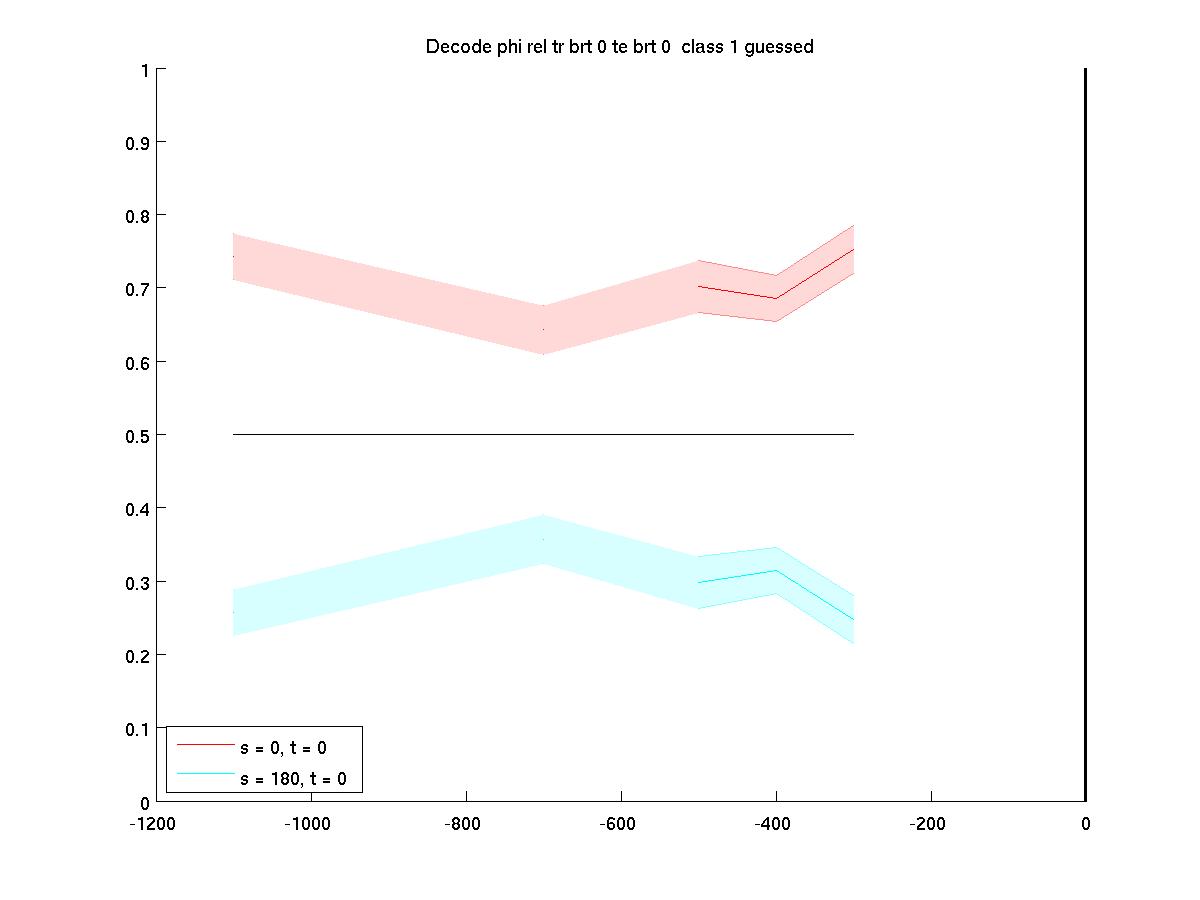 Decode phi rel tr brt 0 te brt 0  class 1 guessed
1
0.9
0.8
0.7
0.6
0.5
0.4
0.3
0.2
0.1
0
s = 0, t = 0
s = 180, t = 0
-1200 -1000 -800 -600 -400 -200 0